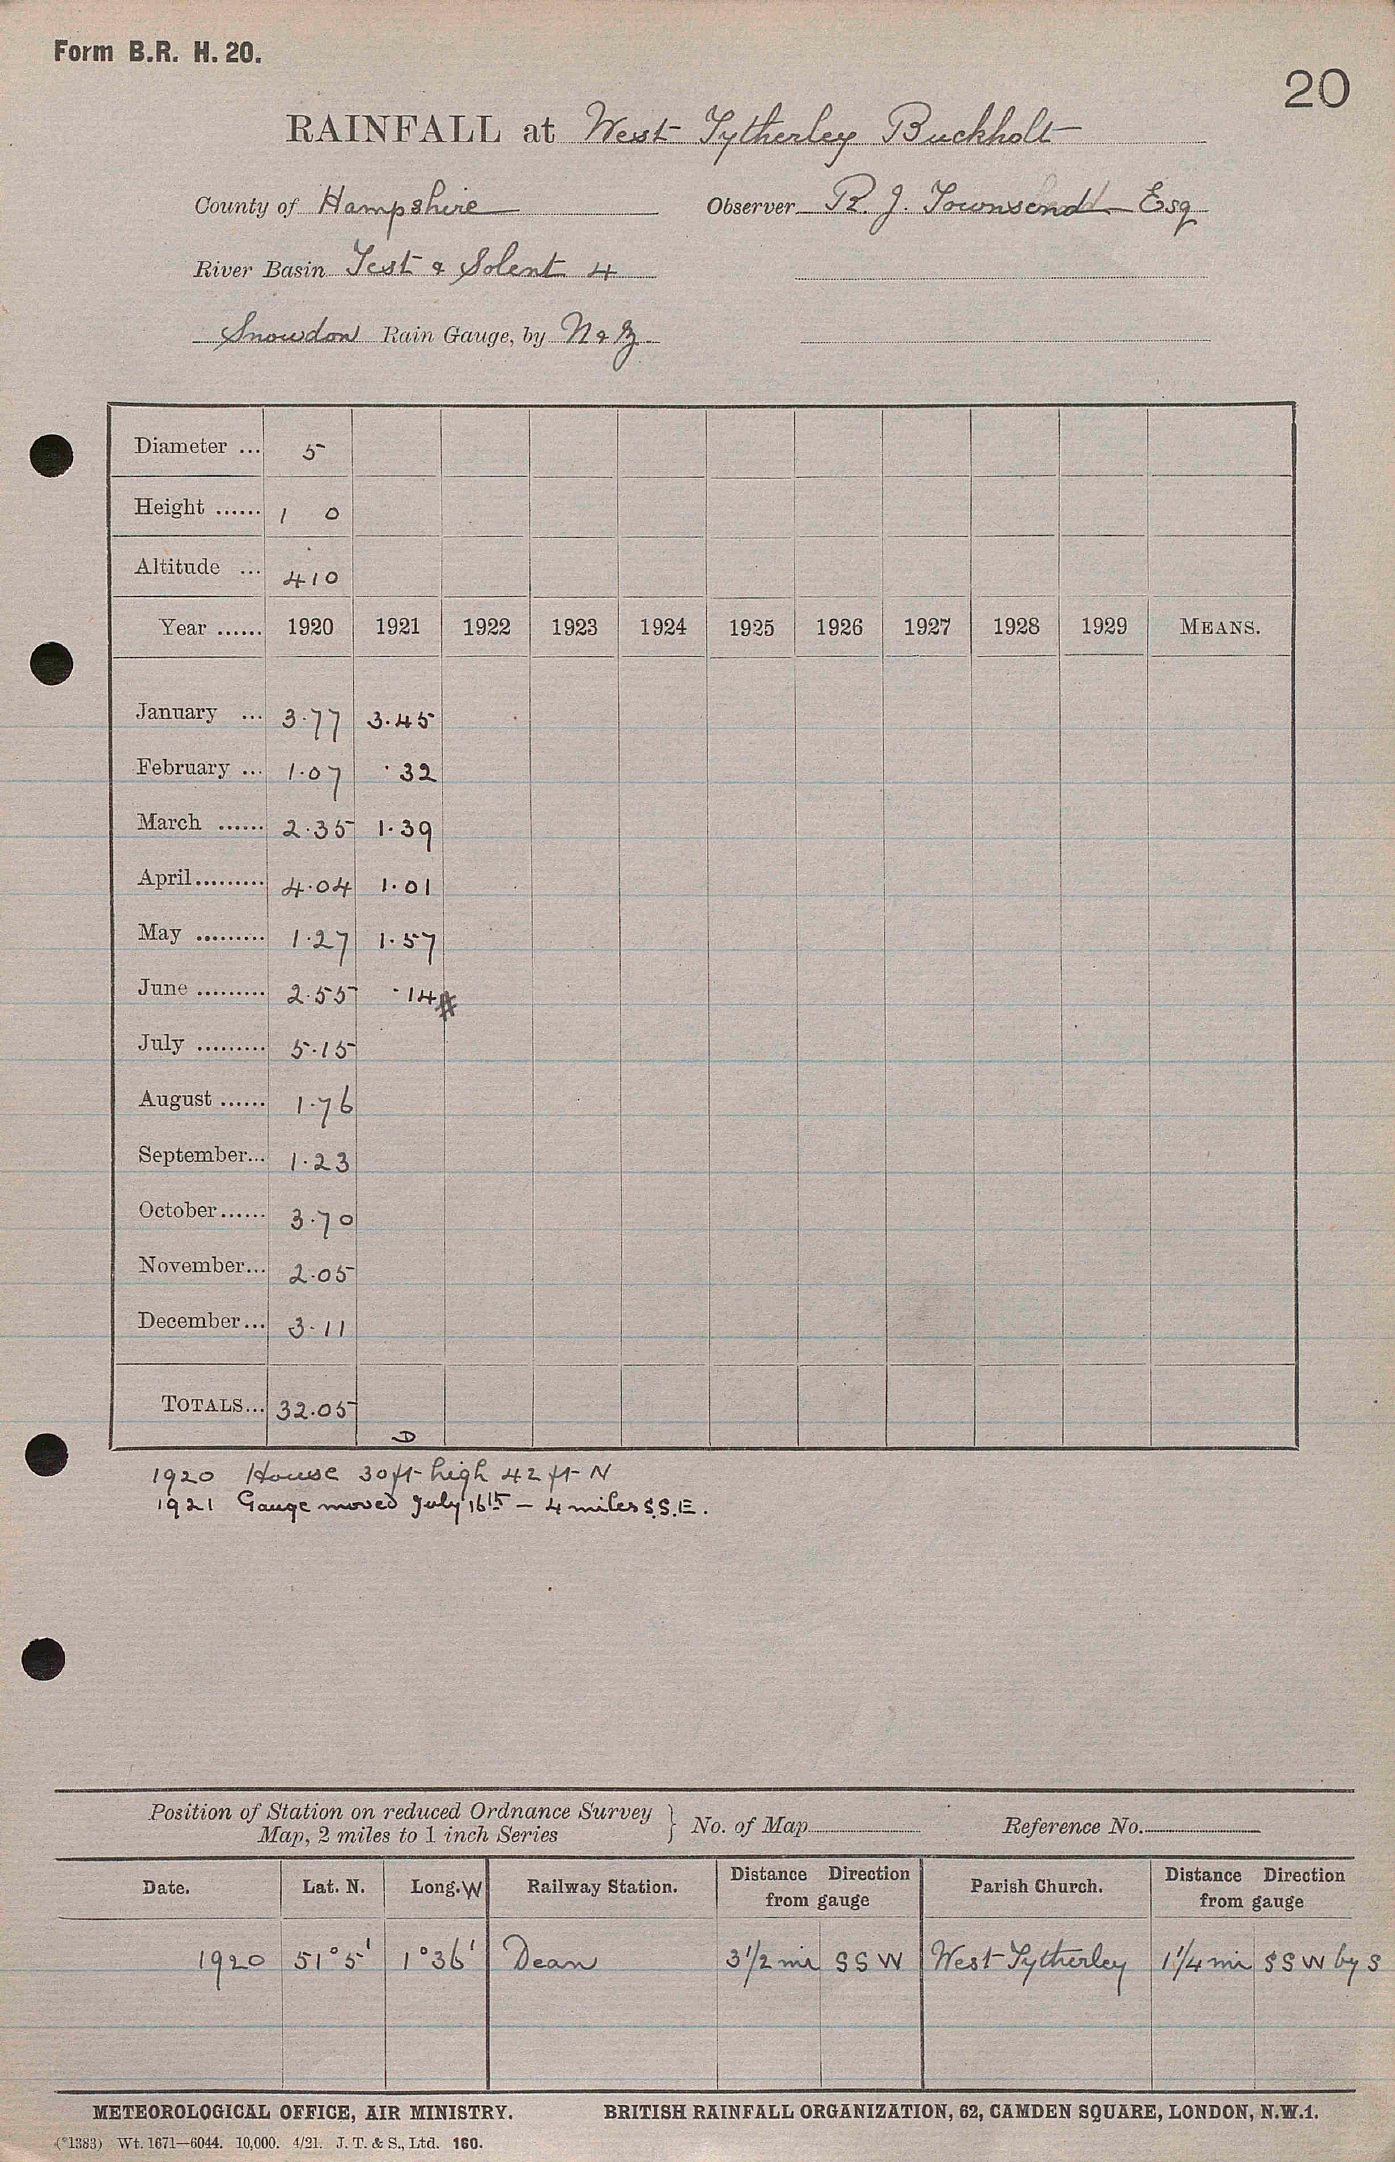 Form B.R. H. 20.
20
RAINFALL at West Tytherley Buckholt
County of Hampshire Observer R. J. Townsend Esq
River Basin Test & Solent 4
Snowdon Rain Gauge, by N & Z.
Diameter ... 5
Height ...... 1 0
Altitude ... 410
Year ...... 1920 1921 1922 1923 1924 1925 1926 1927 1928 1929 MEANS.
January ... 3.77 3.45
February ... 1.07 .32
March ...... 2.35 1.39
April......... 4.04 1.01
May ......... 1.27 1.57
June ......... 2.55 .14 #
July ......... 5.15
August ...... 1.76
September... 1.23
October...... 3.70
November... 2.05
December... 3.11
TOTALS... 32.05
D
1920 House 30ft high 42 ft N
1921 Gauge moved July 16th – 4 miles S.S.E.
Position of Station on reduced Ordnance Survey
Map, 2 miles to 1 inch Series } No. of Map Reference No.
Date. Lat. N. Long. W Railway Station. Distance Direction from gauge Parish Church. Distance Direction from gauge
1920 51°5' 1°36' Dean 3 1/2 mi SSW West Tytherley 1 1/4 mi SSW by S
METEOROLOGICAL OFFICE, AIR MINISTRY. BRITISH RAINFALL ORGANIZATION, 62, CAMDEN SQUARE, LONDON, N.W.1.
(*1383) Wt. 1671—6044. 10,000. 4/21. J. T. & S., Ltd. 160.